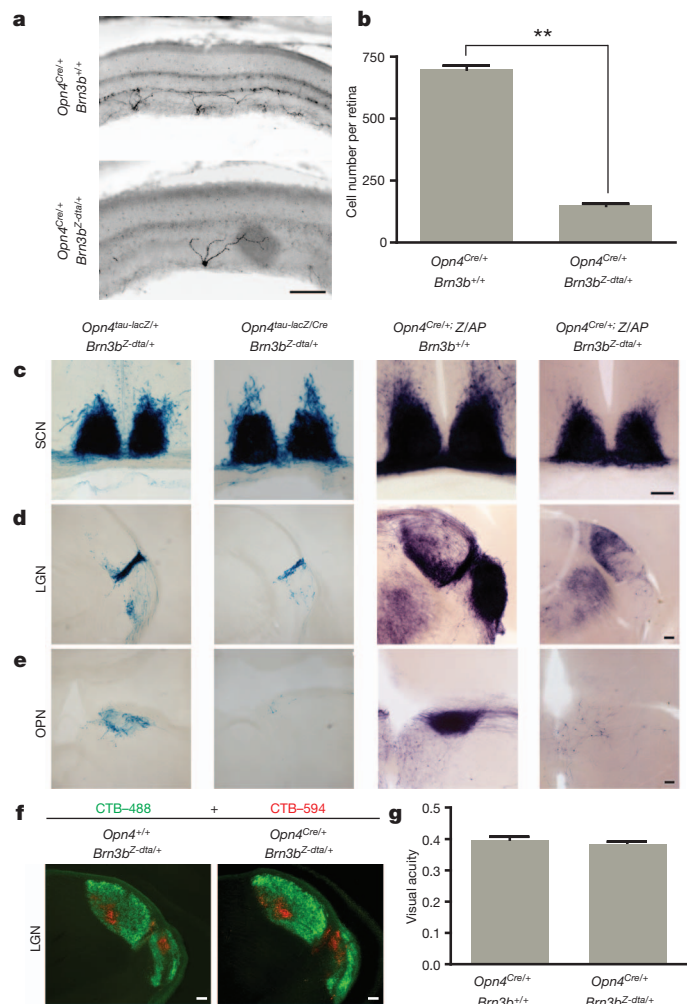 a
Opn4Cre/+
Brn3b+/+
Opn4Cre/+
Brn3bZ-dta/+
b
**
Cell number per retina
750
500
250
0
Opn4Cre/+
Brn3b+/+
Opn4Cre/+
Brn3bZ-dta/+
Opn4tau-lacZ/+
Brn3bZ-dta/+
Opn4tau-lacZ/Cre
Brn3bZ-dta/+
Opn4Cre/+; Z/AP
Brn3b+/+
Opn4Cre/+; Z/AP
Brn3bZ-dta/+
c
SCN
d
LGN
e
OPN
f
CTB–488 + CTB–594
Opn4+/+
Brn3bZ-dta/+
Opn4Cre/+
Brn3bZ-dta/+
LGN
g
Visual acuity
0.5
0.4
0.3
0.2
0.1
0.0
Opn4Cre/+
Brn3b+/+
Opn4Cre/+
Brn3bZ-dta/+